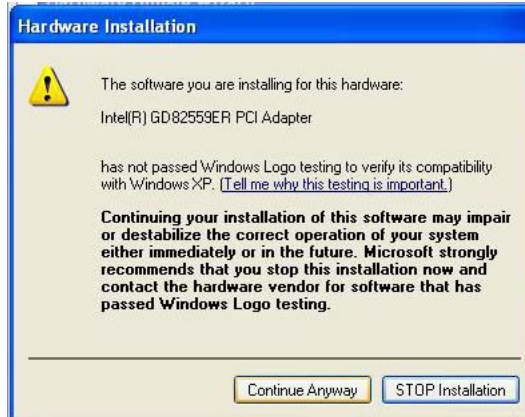 Hardware Installation
The software you are installing for this hardware:
Intel(R) GD82559ER PCI Adapter
has not passed Windows Logo testing to verify its compatibility
with Windows XP. (Tell me why this testing is important.)
Continuing your installation of this software may impair
or destabilize the correct operation of your system
either immediately or in the future. Microsoft strongly
recommends that you stop this installation now and
contact the hardware vendor for software that has
passed Windows Logo testing.
Continue Anyway
STOP Installation